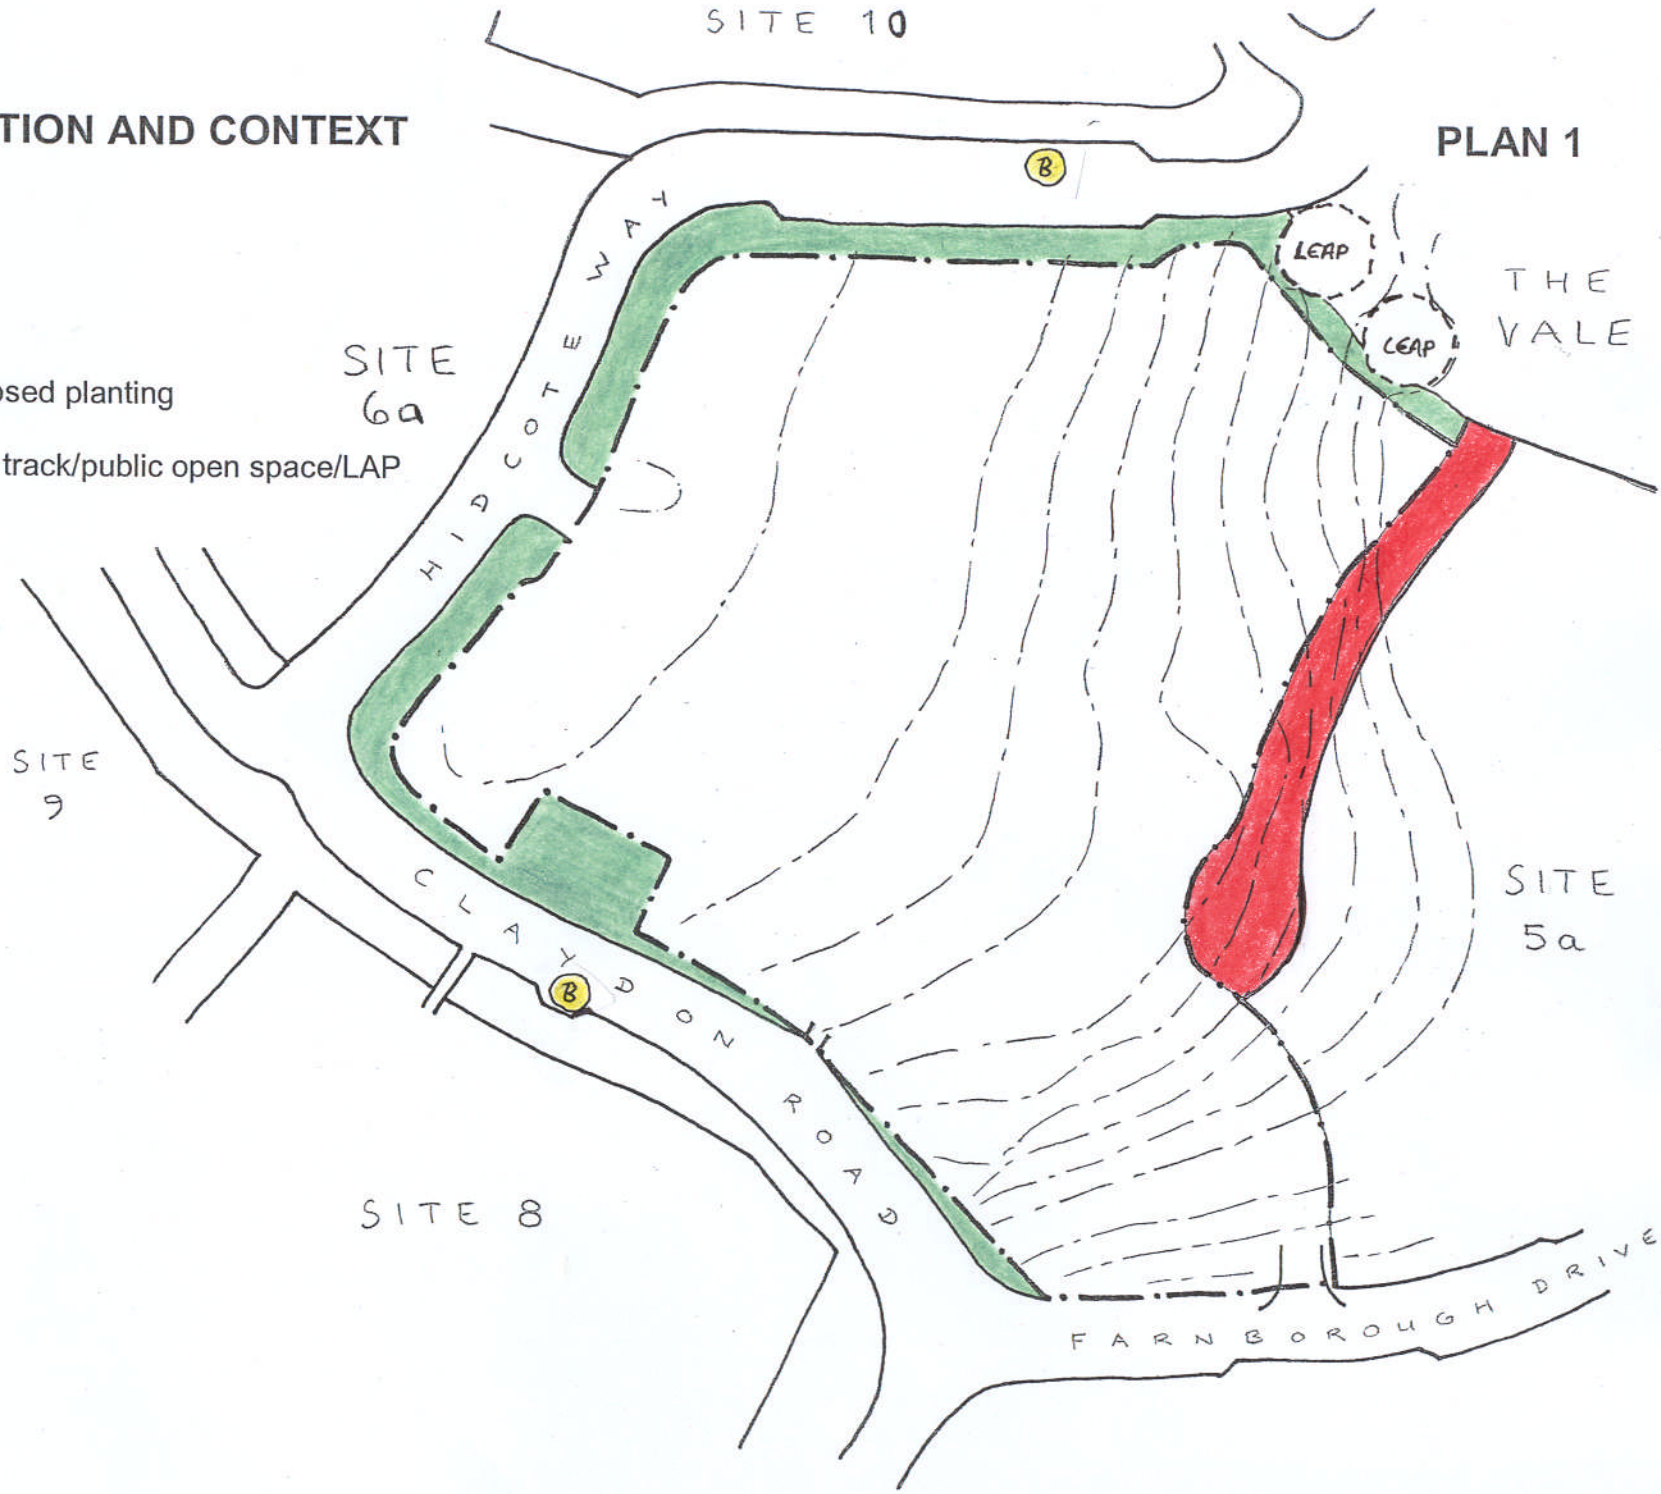 SITE 10
TION AND CONTEXT
PLAN 1
B
HIDCOTE WAY
LEAP
LEAP
THE
VALE
SITE
6a
osed planting
track/public open space/LAP
SITE
9
CLAYDON ROAD
B
SITE
5a
SITE 8
FARNBOROUGH DRIVE